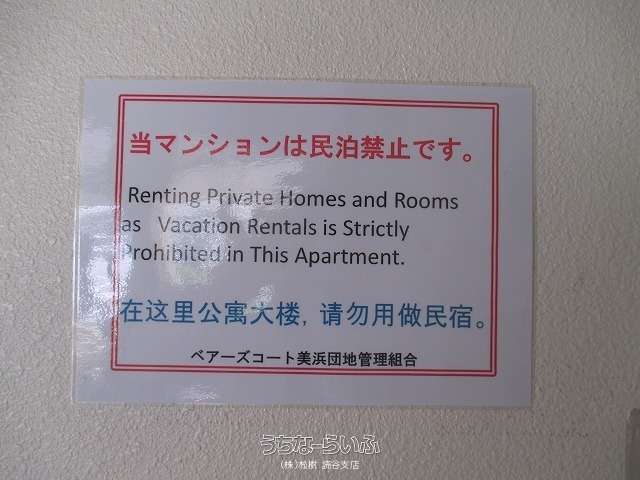 当マンションは民泊禁止です。
Renting Private Homes and Rooms
as Vacation Rentals is Strictly
Prohibited in This Apartment.
在这里公寓大楼，请勿用做民宿。
ベアーズコート美浜団地管理組合
うちなーらいふ
(株)桧樹 読谷支店